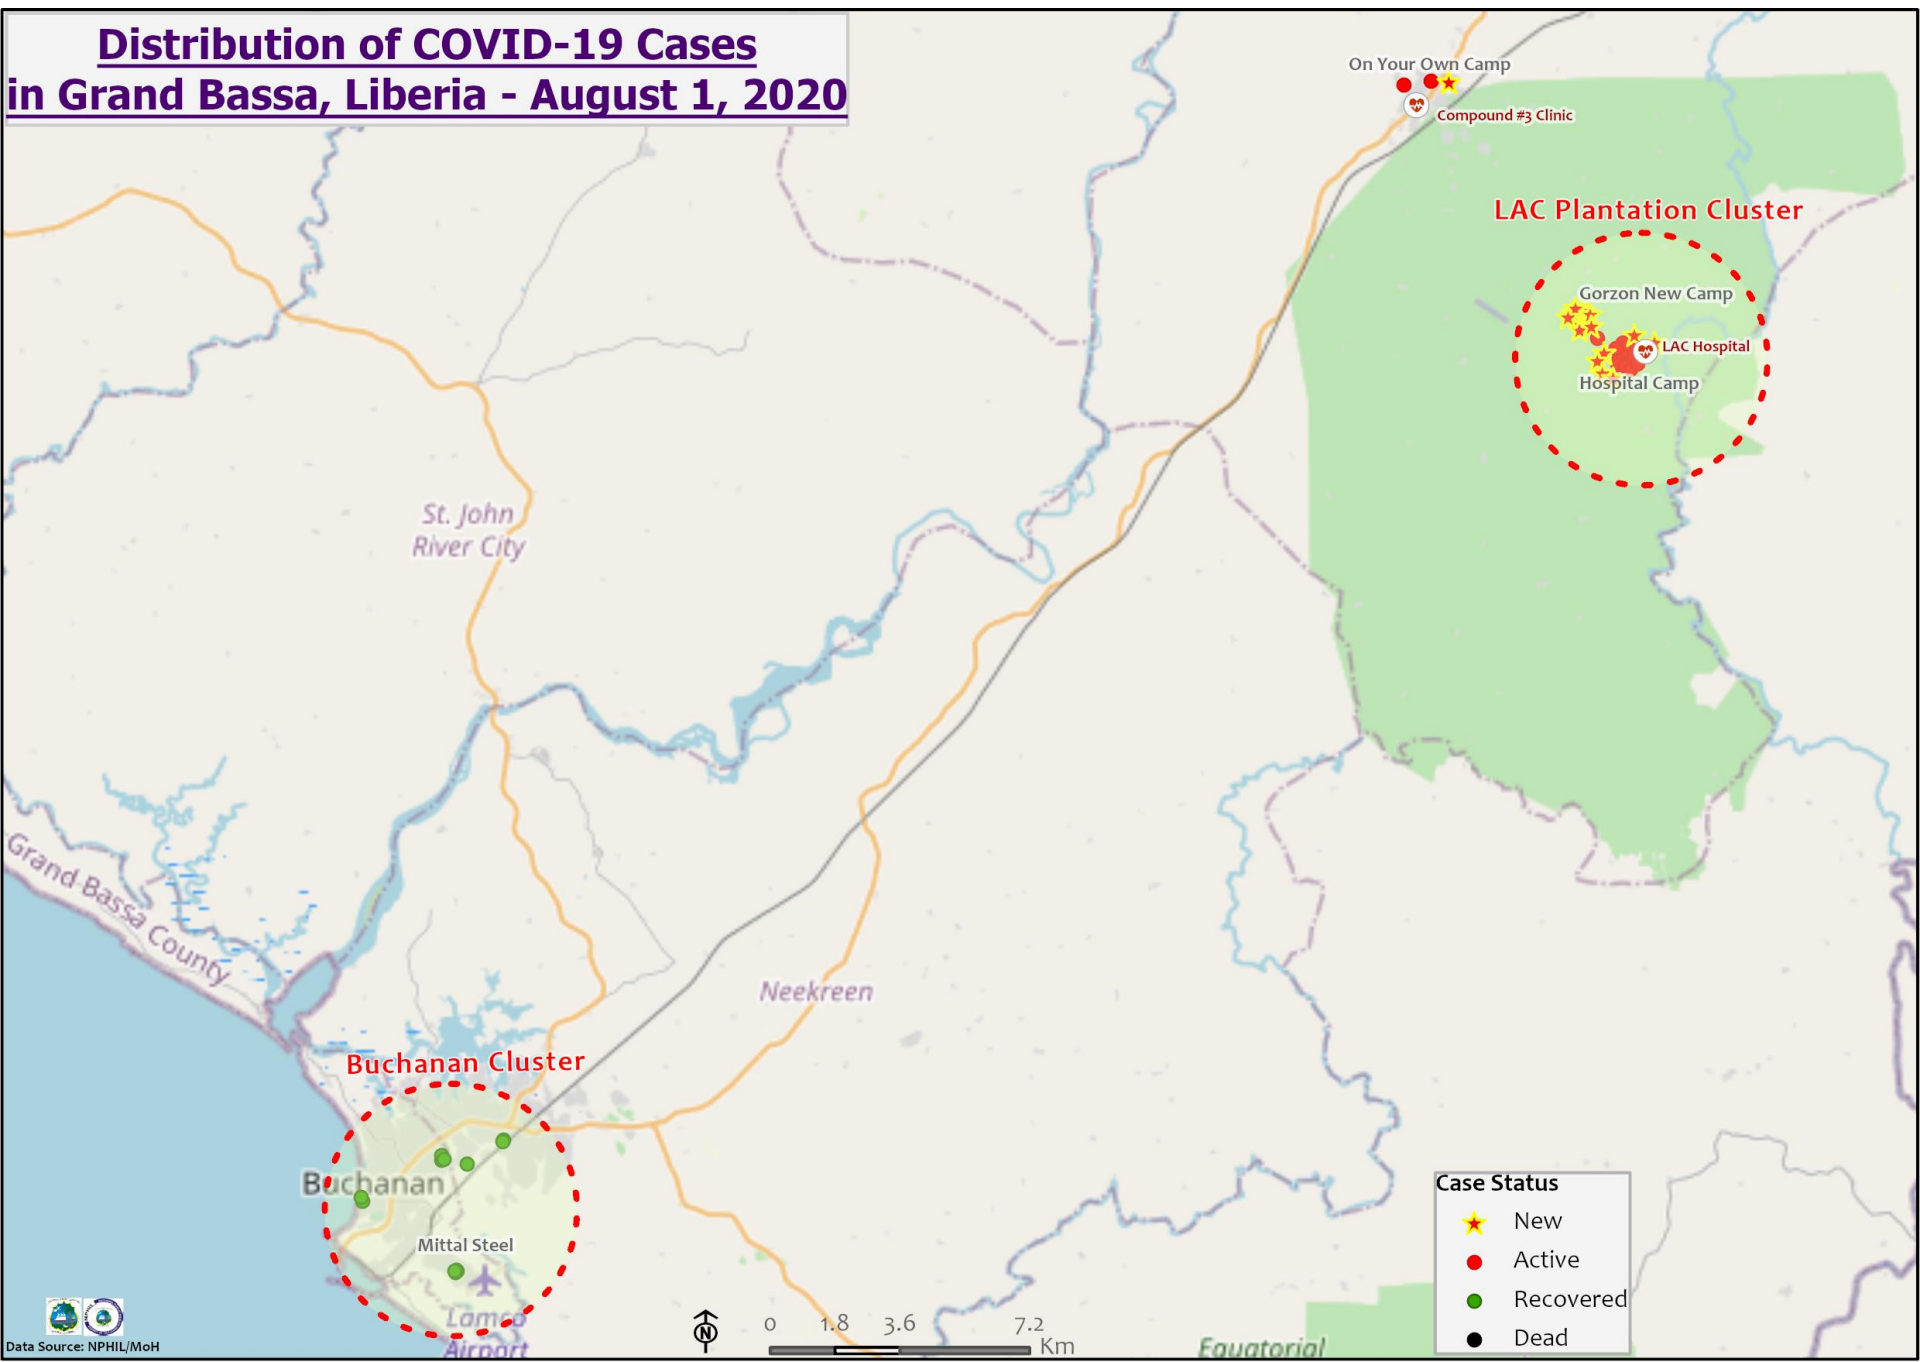 Distribution of COVID-19 Cases
in Grand Bassa, Liberia - August 1, 2020
On Your Own Camp
Compound #3 Clinic
LAC Plantation Cluster
Gorzon New Camp
LAC Hospital
Hospital Camp
St. John
River City
Grand Bassa County
Neekreen
Buchanan Cluster
Buchanan
Mittal Steel
Lamco
Airport
Equatorial
Case Status
New
Active
Recovered
Dead
N
0 1.8 3.6 7.2
Km
Data Source: NPHIL/MoH